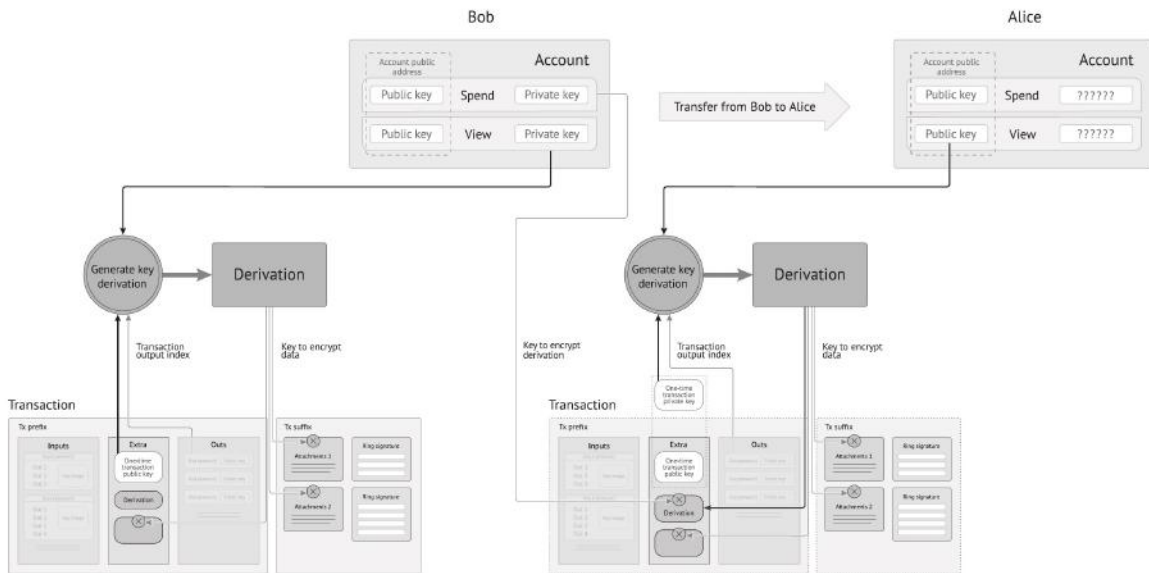 Bob
Alice
Account public
address
Account
Public key
Spend
Private key
Public key
View
Private key
Transfer from Bob to Alice
Account public
address
Account
Public key
Spend
??????
Public key
View
??????
Generate key
derivation
Derivation
Transaction
output index
Key to encrypt
data
Key to encrypt
derivation
Generate key
derivation
Derivation
Transaction
output index
Key to encrypt
data
One-time
transaction
private key
Transaction
Tx prefix
Inputs
Extra
One-time
transaction
public key
Derivation
Outs
Tx suffix
Attachments 1
Ring signature
Attachments 2
Ring signature
Transaction
Tx prefix
Inputs
Extra
One-time
transaction
public key
Derivation
Outs
Tx suffix
Attachments 1
Ring signature
Attachments 2
Ring signature